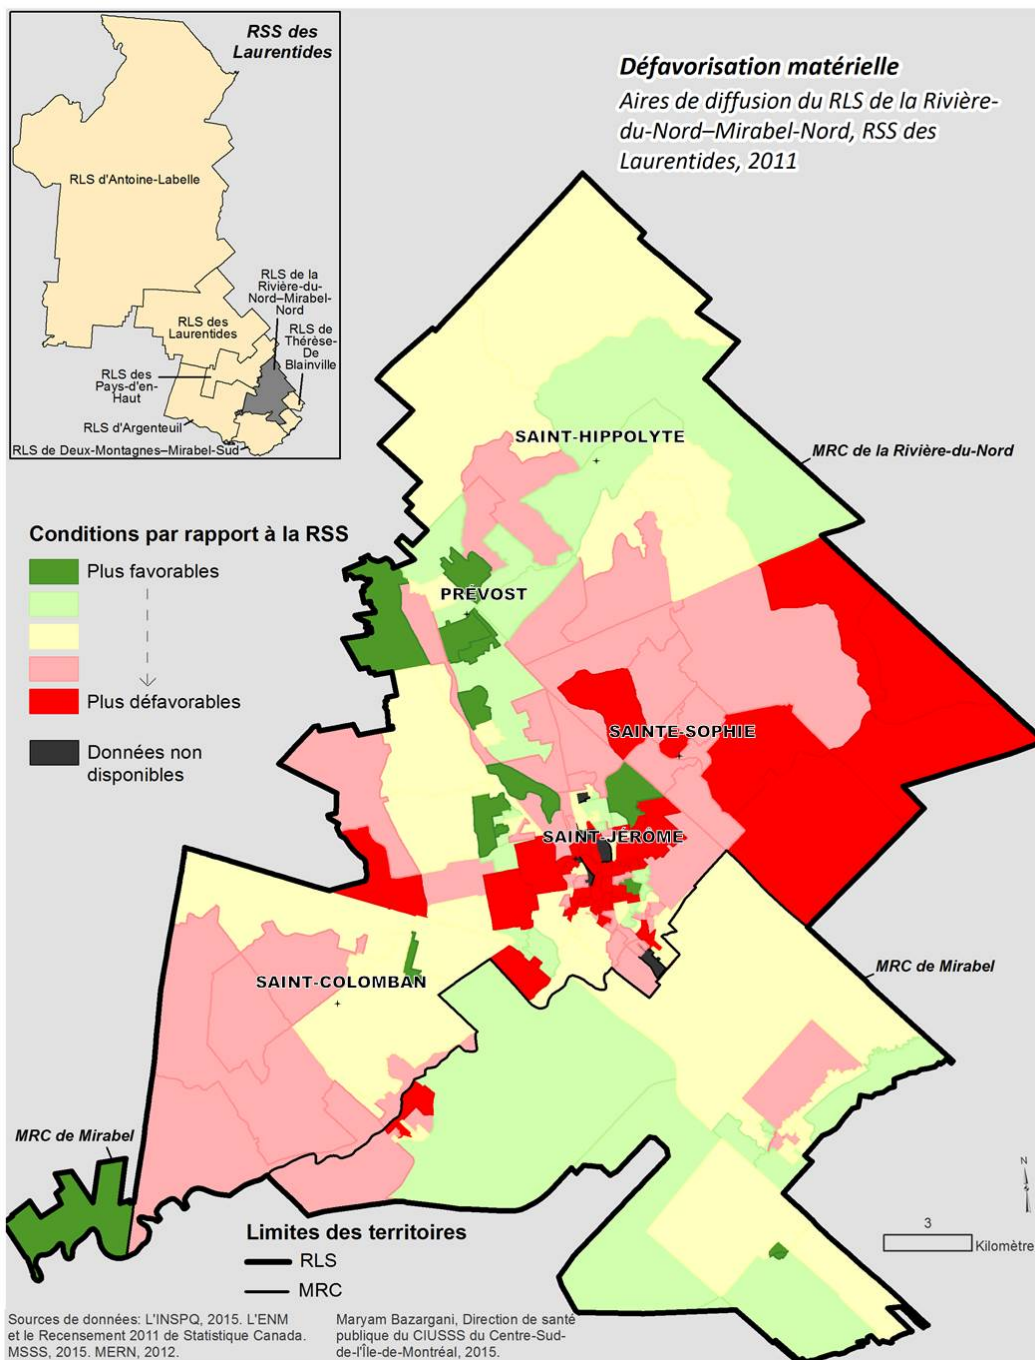 RSS des
Laurentides
RLS d'Antoine-Labelle
RLS de la
Rivière-du-
Nord–Mirabel-
Nord
RLS des
Laurentides
RLS de
Thérèse-
De
Blainville
RLS des
Pays-d'en-
Haut
RLS d'Argenteuil
RLS de Deux-Montagnes–Mirabel-Sud
Défavorisation matérielle
Aires de diffusion du RLS de la Rivière-
du-Nord–Mirabel-Nord, RSS des
Laurentides, 2011
SAINT-HIPPOLYTE
MRC de la Rivière-du-Nord
Conditions par rapport à la RSS
Plus favorables
Plus défavorables
Données non
disponibles
PRÉVOST
SAINTE-SOPHIE
SAINT-JÉRÔME
SAINT-COLOMBAN
MRC de Mirabel
MRC de Mirabel
N
3
Kilomètre
Limites des territoires
RLS
MRC
Sources de données: L'INSPQ, 2015. L'ENM
et le Recensement 2011 de Statistique Canada.
MSSS, 2015. MERN, 2012.
Maryam Bazargani, Direction de santé
publique du CIUSSS du Centre-Sud-
de-l'Île-de-Montréal, 2015.